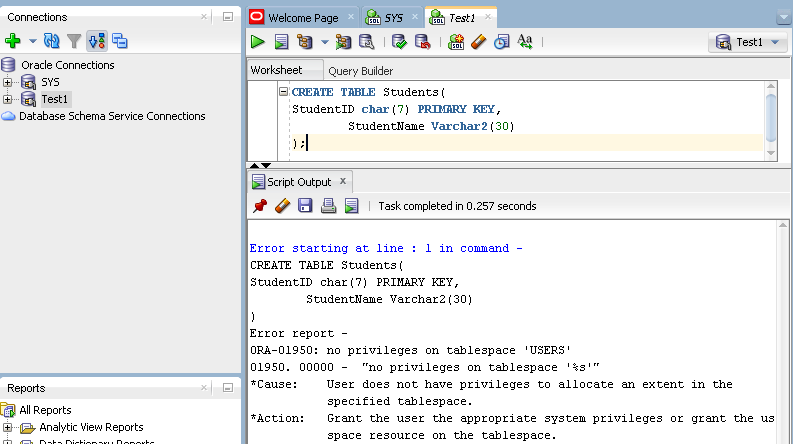 Connections
Oracle Connections
SYS
Test1
Database Schema Service Connections
Reports
All Reports
Analytic View Reports
Data Dictionary Reports
Welcome Page
SYS
Test1
SQL
Aa
Test1
Worksheet
Query Builder
CREATE TABLE Students(
StudentID char(7) PRIMARY KEY,
StudentName Varchar2(30)
);
Script Output
Task completed in 0.257 seconds
Error starting at line : 1 in command -
CREATE TABLE Students(
StudentID char(7) PRIMARY KEY,
StudentName Varchar2(30)
)
Error report -
ORA-01950: no privileges on tablespace 'USERS'
01950. 00000 - "no privileges on tablespace '%s'"
*Cause: User does not have privileges to allocate an extent in the
specified tablespace.
*Action: Grant the user the appropriate system privileges or grant the us
space resource on the tablespace.